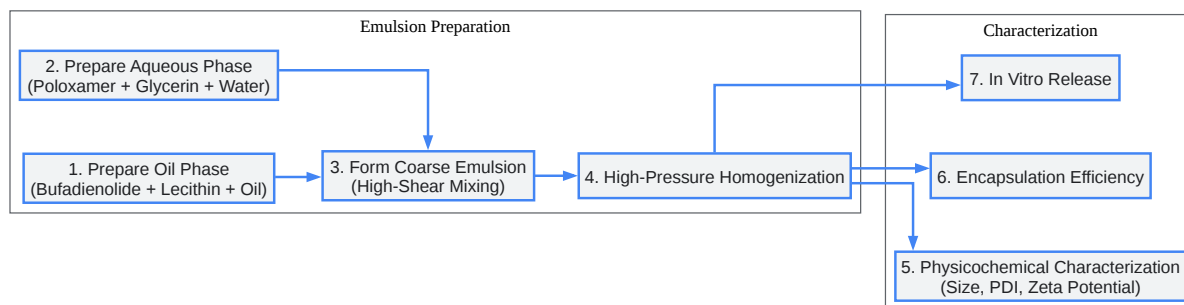 Emulsion Preparation
2. Prepare Aqueous Phase
(Poloxamer + Glycerin + Water)
1. Prepare Oil Phase
(Bufadienolide + Lecithin + Oil)
3. Form Coarse Emulsion
(High-Shear Mixing)
4. High-Pressure Homogenization
Characterization
7. In Vitro Release
6. Encapsulation Efficiency
5. Physicochemical Characterization
(Size, PDI, Zeta Potential)